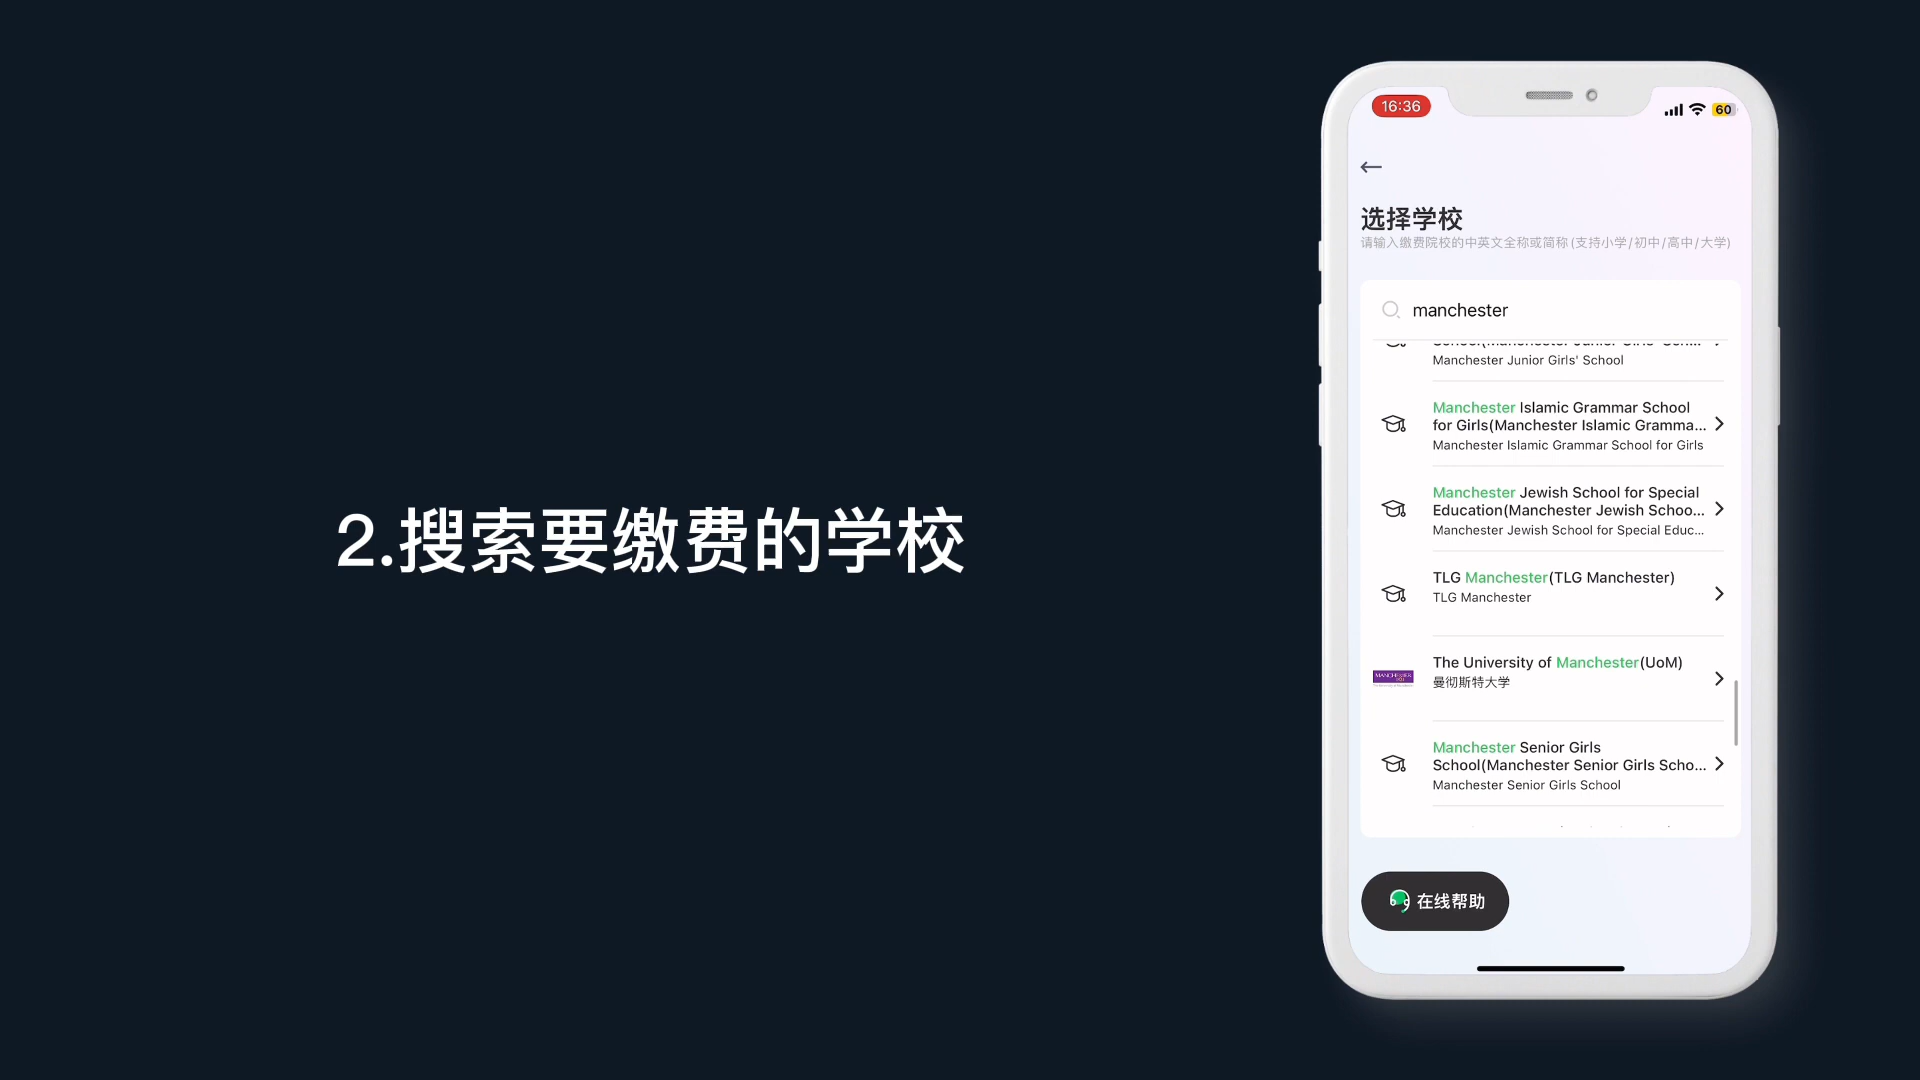 2.搜索要缴费的学校
16:36
60
选择学校
请输入缴费院校的中英文全称或简称(支持小学/初中/高中/大学)
manchester
Manchester Junior Girls' School
Manchester Islamic Grammar School
for Girls(Manchester Islamic Gramma...
Manchester Islamic Grammar School for Girls
Manchester Jewish School for Special
Education(Manchester Jewish Schoo...
Manchester Jewish School for Special Educ...
TLG Manchester(TLG Manchester)
TLG Manchester
MANCHESTER
The University of Manchester(UoM)
曼彻斯特大学
Manchester Senior Girls
School(Manchester Senior Girls Scho...
Manchester Senior Girls School
在线帮助